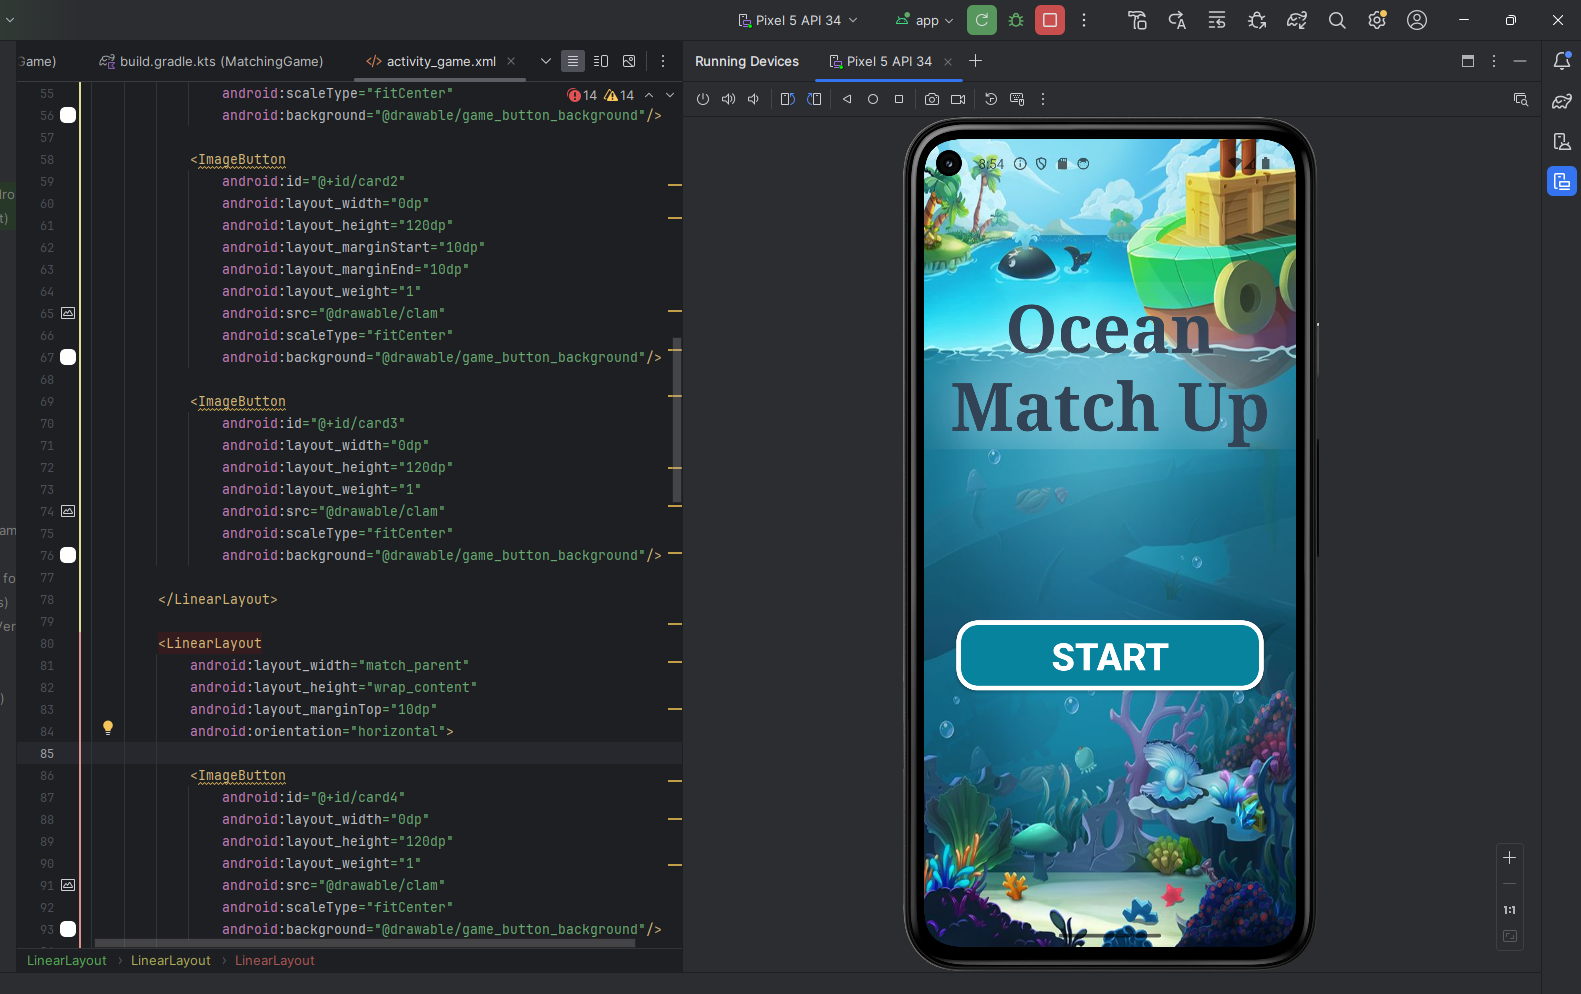 Pixel 5 API 34
app
Game)
build.gradle.kts (MatchingGame)
activity_game.xml
Running Devices
Pixel 5 API 34
14 14
55 android:scaleType="fitCenter"
56 android:background="@drawable/game_button_background"/>
57
58 <ImageButton
59 android:id="@+id/card2"
60 android:layout_width="0dp"
61 android:layout_height="120dp"
62 android:layout_marginStart="10dp"
63 android:layout_marginEnd="10dp"
64 android:layout_weight="1"
65 android:src="@drawable/clam"
66 android:scaleType="fitCenter"
67 android:background="@drawable/game_button_background"/>
68
69 <ImageButton
70 android:id="@+id/card3"
71 android:layout_width="0dp"
72 android:layout_height="120dp"
73 android:layout_weight="1"
74 android:src="@drawable/clam"
75 android:scaleType="fitCenter"
76 android:background="@drawable/game_button_background"/>
77
78 </LinearLayout>
79
80 <LinearLayout
81 android:layout_width="match_parent"
82 android:layout_height="wrap_content"
83 android:layout_marginTop="10dp"
84 android:orientation="horizontal">
85
86 <ImageButton
87 android:id="@+id/card4"
88 android:layout_width="0dp"
89 android:layout_height="120dp"
90 android:layout_weight="1"
91 android:src="@drawable/clam"
92 android:scaleType="fitCenter"
93 android:background="@drawable/game_button_background"/>
LinearLayout > LinearLayout > LinearLayout
8:54
Ocean
Match Up
START
1:1